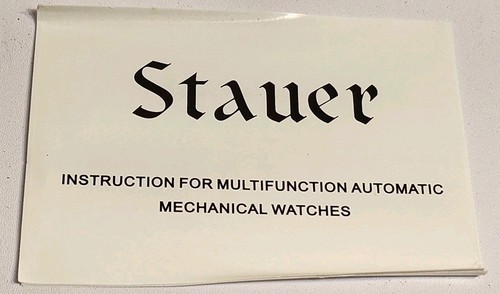 Stauer
INSTRUCTION FOR MULTIFUNCTION AUTOMATIC
MECHANICAL WATCHES